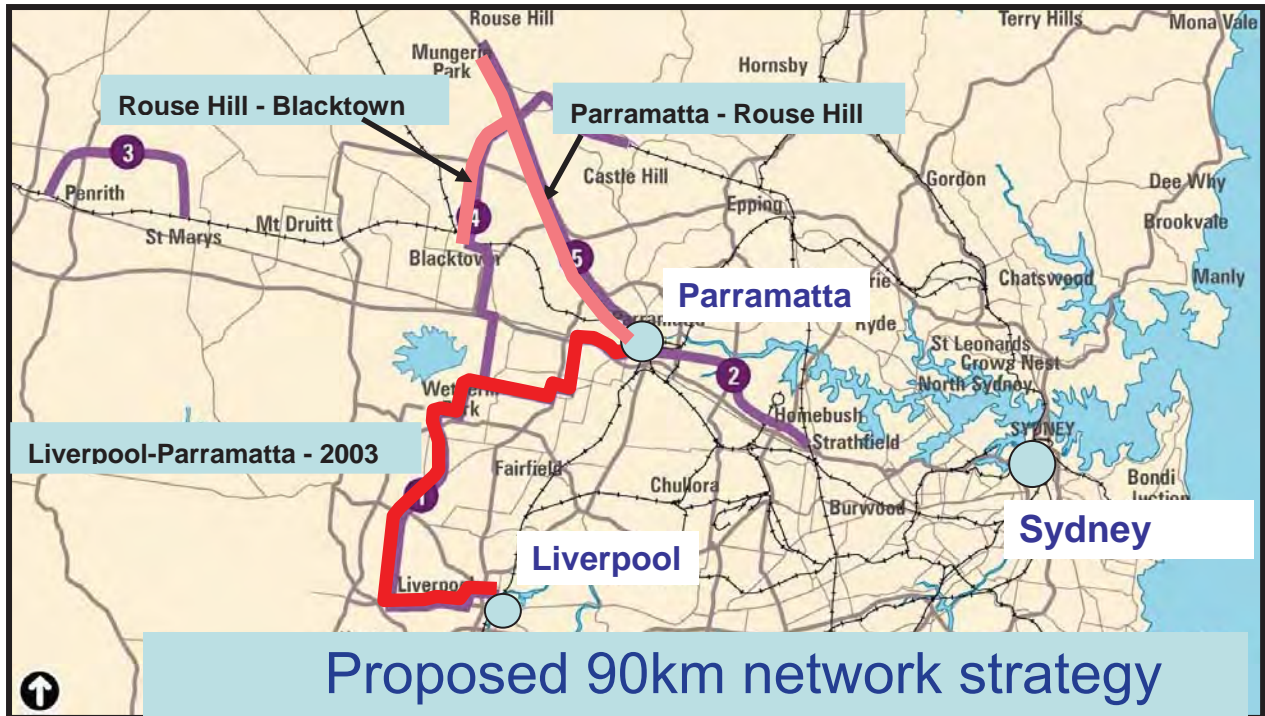 Rouse Hill
Terry Hills
Mona Vale
Mungerie
Park
Hornsby
Rouse Hill - Blacktown
Parramatta - Rouse Hill
3
Penrith
Castle Hill
Gordon
Dee Why
Epping
Brookvale
St Marys
Mt Druitt
4
Blacktown
5
Chatswood
Manly
Parramatta
Ryde
St Leonards
Crows Nest
North Sydney
2
Homebush
Strathfield
SYDNEY
Liverpool-Parramatta - 2003
Fairfield
Chullora
Bondi
Burwood
1
Sydney
Liverpool
Liverpool
Proposed 90km network strategy